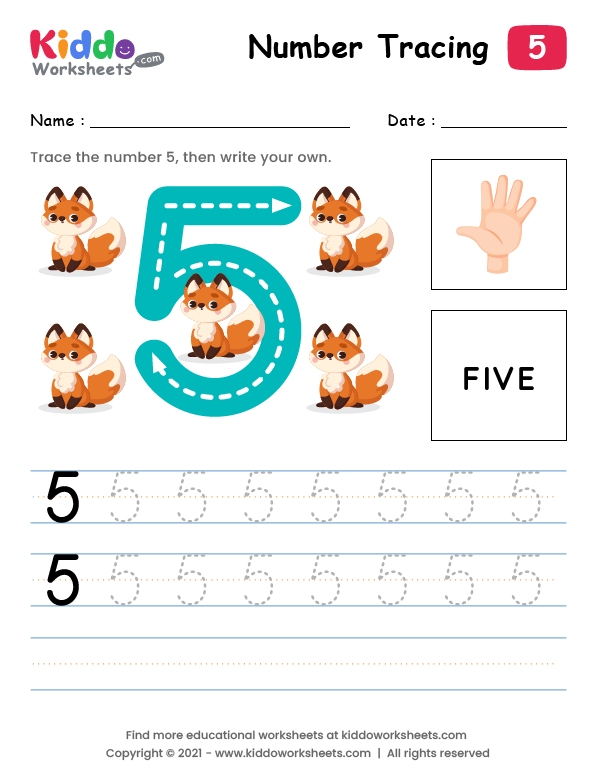 Kiddo
Worksheets .com
Number Tracing 5
Name :
Date :
Trace the number 5, then write your own.
5
FIVE
5 5 5 5 5 5 5 5
5 5 5 5 5 5 5 5
Find more educational worksheets at kiddoworksheets.com
Copyright © 2021 - www.kiddoworksheets.com | All rights reserved